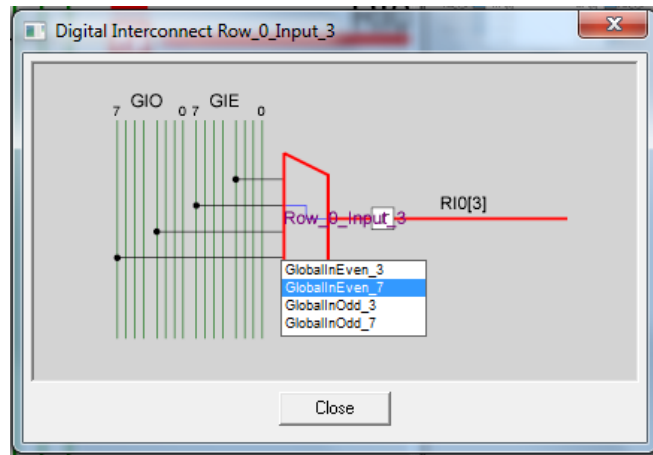 Digital Interconnect Row_0_Input_3
GIO GIE
7 0 7 0
RI0[3]
Row_0_Input_3
GlobalInEven_3
GlobalInEven_7
GlobalInOdd_3
GlobalInOdd_7
Close